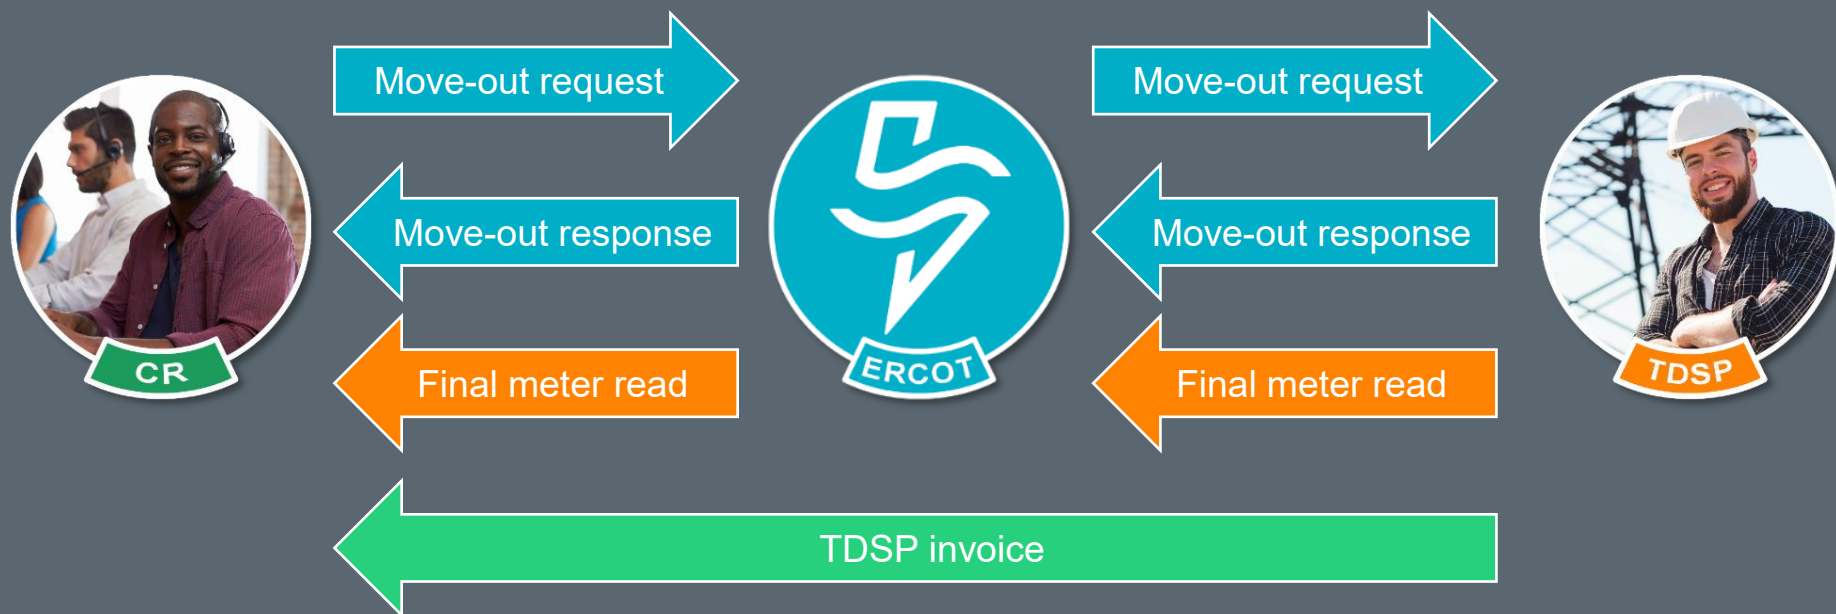 Move-out request
Move-out request
Move-out response
Move-out response
CR
ERCOT
TDSP
Final meter read
Final meter read
TDSP invoice